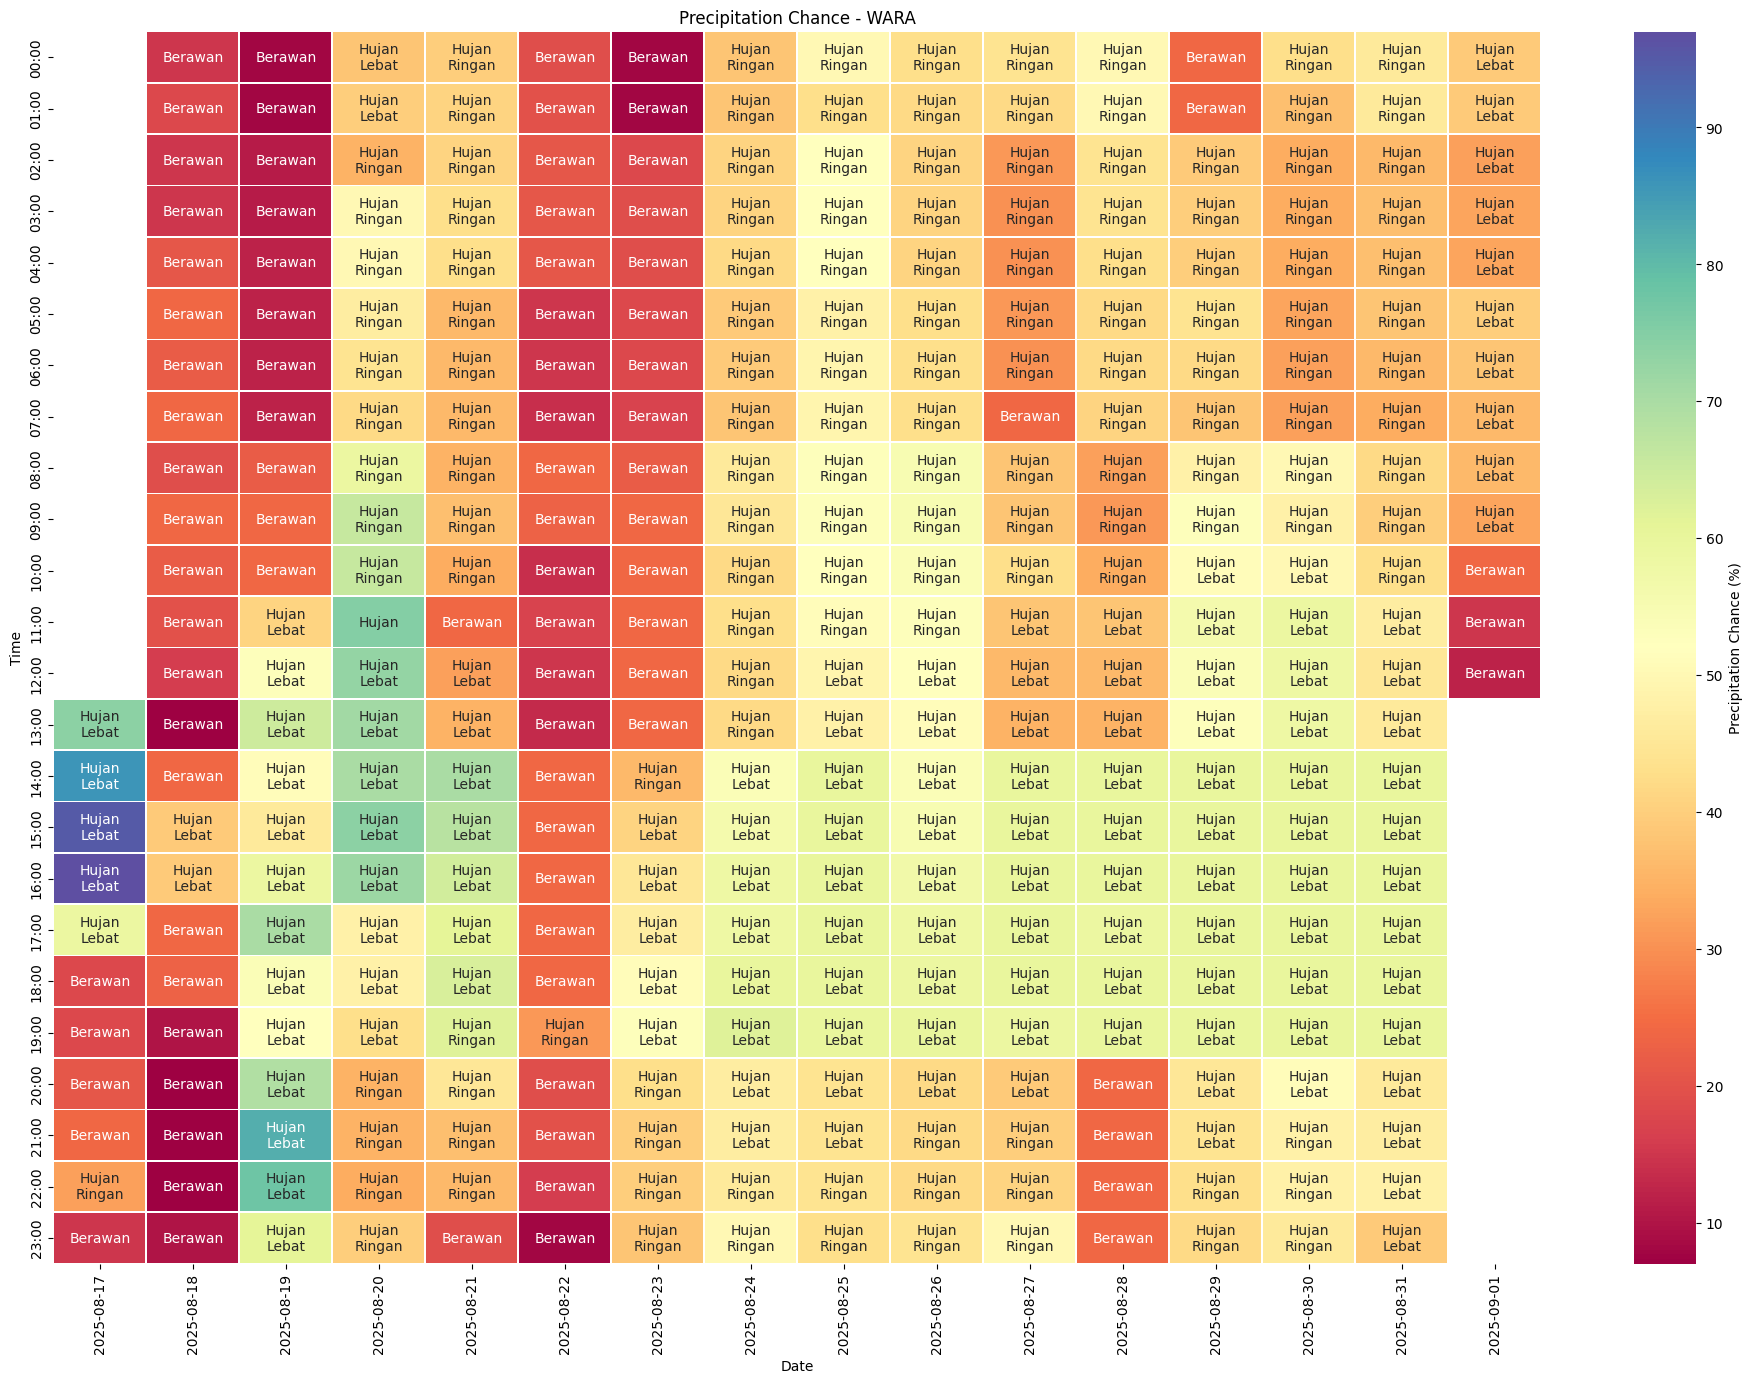 Precipitation Chance - WARA
Time
00:00 Berawan Berawan Hujan Lebat Hujan Ringan Berawan Berawan Hujan Ringan Hujan Ringan Hujan Ringan Hujan Ringan Hujan Ringan Berawan Hujan Ringan Hujan Ringan Hujan Lebat
01:00 Berawan Berawan Hujan Lebat Hujan Ringan Berawan Berawan Hujan Ringan Hujan Ringan Hujan Ringan Hujan Ringan Hujan Ringan Berawan Hujan Ringan Hujan Ringan Hujan Lebat
02:00 Berawan Berawan Hujan Ringan Hujan Ringan Berawan Berawan Hujan Ringan Hujan Ringan Hujan Ringan Hujan Ringan Hujan Ringan Hujan Ringan Hujan Ringan Hujan Ringan Hujan Lebat
03:00 Berawan Berawan Hujan Ringan Hujan Ringan Berawan Berawan Hujan Ringan Hujan Ringan Hujan Ringan Hujan Ringan Hujan Ringan Hujan Ringan Hujan Ringan Hujan Ringan Hujan Lebat
04:00 Berawan Berawan Hujan Ringan Hujan Ringan Berawan Berawan Hujan Ringan Hujan Ringan Hujan Ringan Hujan Ringan Hujan Ringan Hujan Ringan Hujan Ringan Hujan Ringan Hujan Lebat
05:00 Berawan Berawan Hujan Ringan Hujan Ringan Berawan Berawan Hujan Ringan Hujan Ringan Hujan Ringan Hujan Ringan Hujan Ringan Hujan Ringan Hujan Ringan Hujan Ringan Hujan Lebat
06:00 Berawan Berawan Hujan Ringan Hujan Ringan Berawan Berawan Hujan Ringan Hujan Ringan Hujan Ringan Hujan Ringan Hujan Ringan Hujan Ringan Hujan Ringan Hujan Ringan Hujan Lebat
07:00 Berawan Berawan Hujan Ringan Hujan Ringan Berawan Berawan Hujan Ringan Hujan Ringan Hujan Ringan Berawan Hujan Ringan Hujan Ringan Hujan Ringan Hujan Ringan Hujan Lebat
08:00 Berawan Berawan Hujan Ringan Hujan Ringan Berawan Berawan Hujan Ringan Hujan Ringan Hujan Ringan Hujan Ringan Hujan Ringan Hujan Ringan Hujan Ringan Hujan Ringan Hujan Lebat
09:00 Berawan Berawan Hujan Ringan Hujan Ringan Berawan Berawan Hujan Ringan Hujan Ringan Hujan Ringan Hujan Ringan Hujan Ringan Hujan Ringan Hujan Ringan Hujan Ringan Hujan Lebat
10:00 Berawan Berawan Hujan Ringan Hujan Ringan Berawan Berawan Hujan Ringan Hujan Ringan Hujan Ringan Hujan Ringan Hujan Ringan Hujan Lebat Hujan Lebat Hujan Ringan Berawan
11:00 Berawan Hujan Lebat Hujan Berawan Berawan Berawan Hujan Ringan Hujan Ringan Hujan Ringan Hujan Lebat Hujan Lebat Hujan Lebat Hujan Lebat Hujan Lebat Berawan
12:00 Berawan Hujan Lebat Hujan Lebat Hujan Lebat Berawan Berawan Hujan Ringan Hujan Lebat Hujan Lebat Hujan Lebat Hujan Lebat Hujan Lebat Hujan Lebat Hujan Lebat Berawan
13:00 Hujan Lebat Berawan Hujan Lebat Hujan Lebat Hujan Lebat Berawan Berawan Hujan Ringan Hujan Lebat Hujan Lebat Hujan Lebat Hujan Lebat Hujan Lebat Hujan Lebat Hujan Lebat
14:00 Hujan Lebat Berawan Hujan Lebat Hujan Lebat Hujan Lebat Berawan Hujan Ringan Hujan Lebat Hujan Lebat Hujan Lebat Hujan Lebat Hujan Lebat Hujan Lebat Hujan Lebat Hujan Lebat
15:00 Hujan Lebat Hujan Lebat Hujan Lebat Hujan Lebat Hujan Lebat Berawan Hujan Lebat Hujan Lebat Hujan Lebat Hujan Lebat Hujan Lebat Hujan Lebat Hujan Lebat Hujan Lebat Hujan Lebat
16:00 Hujan Lebat Hujan Lebat Hujan Lebat Hujan Lebat Hujan Lebat Berawan Hujan Lebat Hujan Lebat Hujan Lebat Hujan Lebat Hujan Lebat Hujan Lebat Hujan Lebat Hujan Lebat Hujan Lebat
17:00 Hujan Lebat Berawan Hujan Lebat Hujan Lebat Hujan Lebat Berawan Hujan Lebat Hujan Lebat Hujan Lebat Hujan Lebat Hujan Lebat Hujan Lebat Hujan Lebat Hujan Lebat Hujan Lebat
18:00 Berawan Berawan Hujan Lebat Hujan Lebat Hujan Lebat Berawan Hujan Lebat Hujan Lebat Hujan Lebat Hujan Lebat Hujan Lebat Hujan Lebat Hujan Lebat Hujan Lebat Hujan Lebat
19:00 Berawan Berawan Hujan Lebat Hujan Lebat Hujan Ringan Hujan Ringan Hujan Lebat Hujan Lebat Hujan Lebat Hujan Lebat Hujan Lebat Hujan Lebat Hujan Lebat Hujan Lebat Hujan Lebat
20:00 Berawan Berawan Hujan Lebat Hujan Ringan Hujan Ringan Berawan Hujan Ringan Hujan Lebat Hujan Lebat Hujan Lebat Hujan Lebat Berawan Hujan Lebat Hujan Lebat Hujan Lebat
21:00 Berawan Berawan Hujan Lebat Hujan Ringan Hujan Ringan Berawan Hujan Ringan Hujan Lebat Hujan Lebat Hujan Ringan Hujan Ringan Berawan Hujan Lebat Hujan Ringan Hujan Lebat
22:00 Hujan Ringan Berawan Hujan Lebat Hujan Ringan Hujan Ringan Berawan Hujan Ringan Hujan Ringan Hujan Ringan Hujan Ringan Hujan Ringan Berawan Hujan Ringan Hujan Ringan Hujan Lebat
23:00 Berawan Berawan Hujan Lebat Hujan Ringan Berawan Berawan Hujan Ringan Hujan Ringan Hujan Ringan Hujan Ringan Hujan Ringan Berawan Hujan Ringan Hujan Ringan Hujan Lebat
2025-08-17
2025-08-18
2025-08-19
2025-08-20
2025-08-21
2025-08-22
2025-08-23
2025-08-24
2025-08-25
2025-08-26
2025-08-27
2025-08-28
2025-08-29
2025-08-30
2025-08-31
2025-09-01
Date
90
80
70
60
50
40
30
20
10
Precipitation Chance (%)